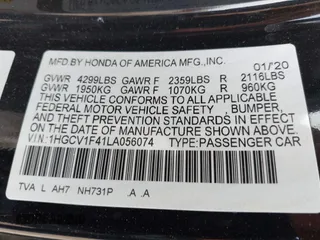 MFD BY HONDA OF AMERICA MFG.,INC. 01/'20
GVWR 4299LBS GAWR F 2359LBS R 2116LBS
GVWR 1950KG GAWR F 1070KG R 960KG
THIS VEHICLE CONFORMS TO ALL APPLICABLE
FEDERAL MOTOR VEHICLE SAFETY, BUMPER,
AND THEFT PREVENTION STANDARDS IN EFFECT
ON THE DATE OF MANUFACTURE SHOWN ABOVE.
V.I.N:1HGCV1F41LA056074 TYPE:PASSENGER CAR
TVA L AH7 NH731P .A .A